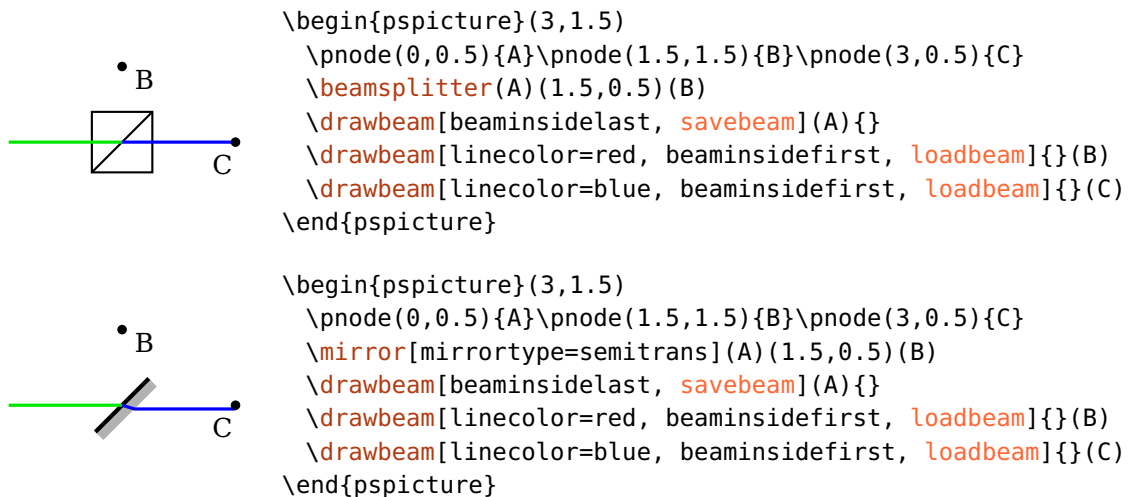 B
C
\begin{pspicture}(3,1.5)
\pnode(0,0.5){A}\pnode(1.5,1.5){B}\pnode(3,0.5){C}
\beamsplitter(A)(1.5,0.5)(B)
\drawbeam[beaminsidelast, savebeam](A){}
\drawbeam[linecolor=red, beaminsidefirst, loadbeam]{}(B)
\drawbeam[linecolor=blue, beaminsidefirst, loadbeam]{}(C)
\end{pspicture}
B
C
\begin{pspicture}(3,1.5)
\pnode(0,0.5){A}\pnode(1.5,1.5){B}\pnode(3,0.5){C}
\mirror[mirrortype=semitrans](A)(1.5,0.5)(B)
\drawbeam[beaminsidelast, savebeam](A){}
\drawbeam[linecolor=red, beaminsidefirst, loadbeam]{}(B)
\drawbeam[linecolor=blue, beaminsidefirst, loadbeam]{}(C)
\end{pspicture}